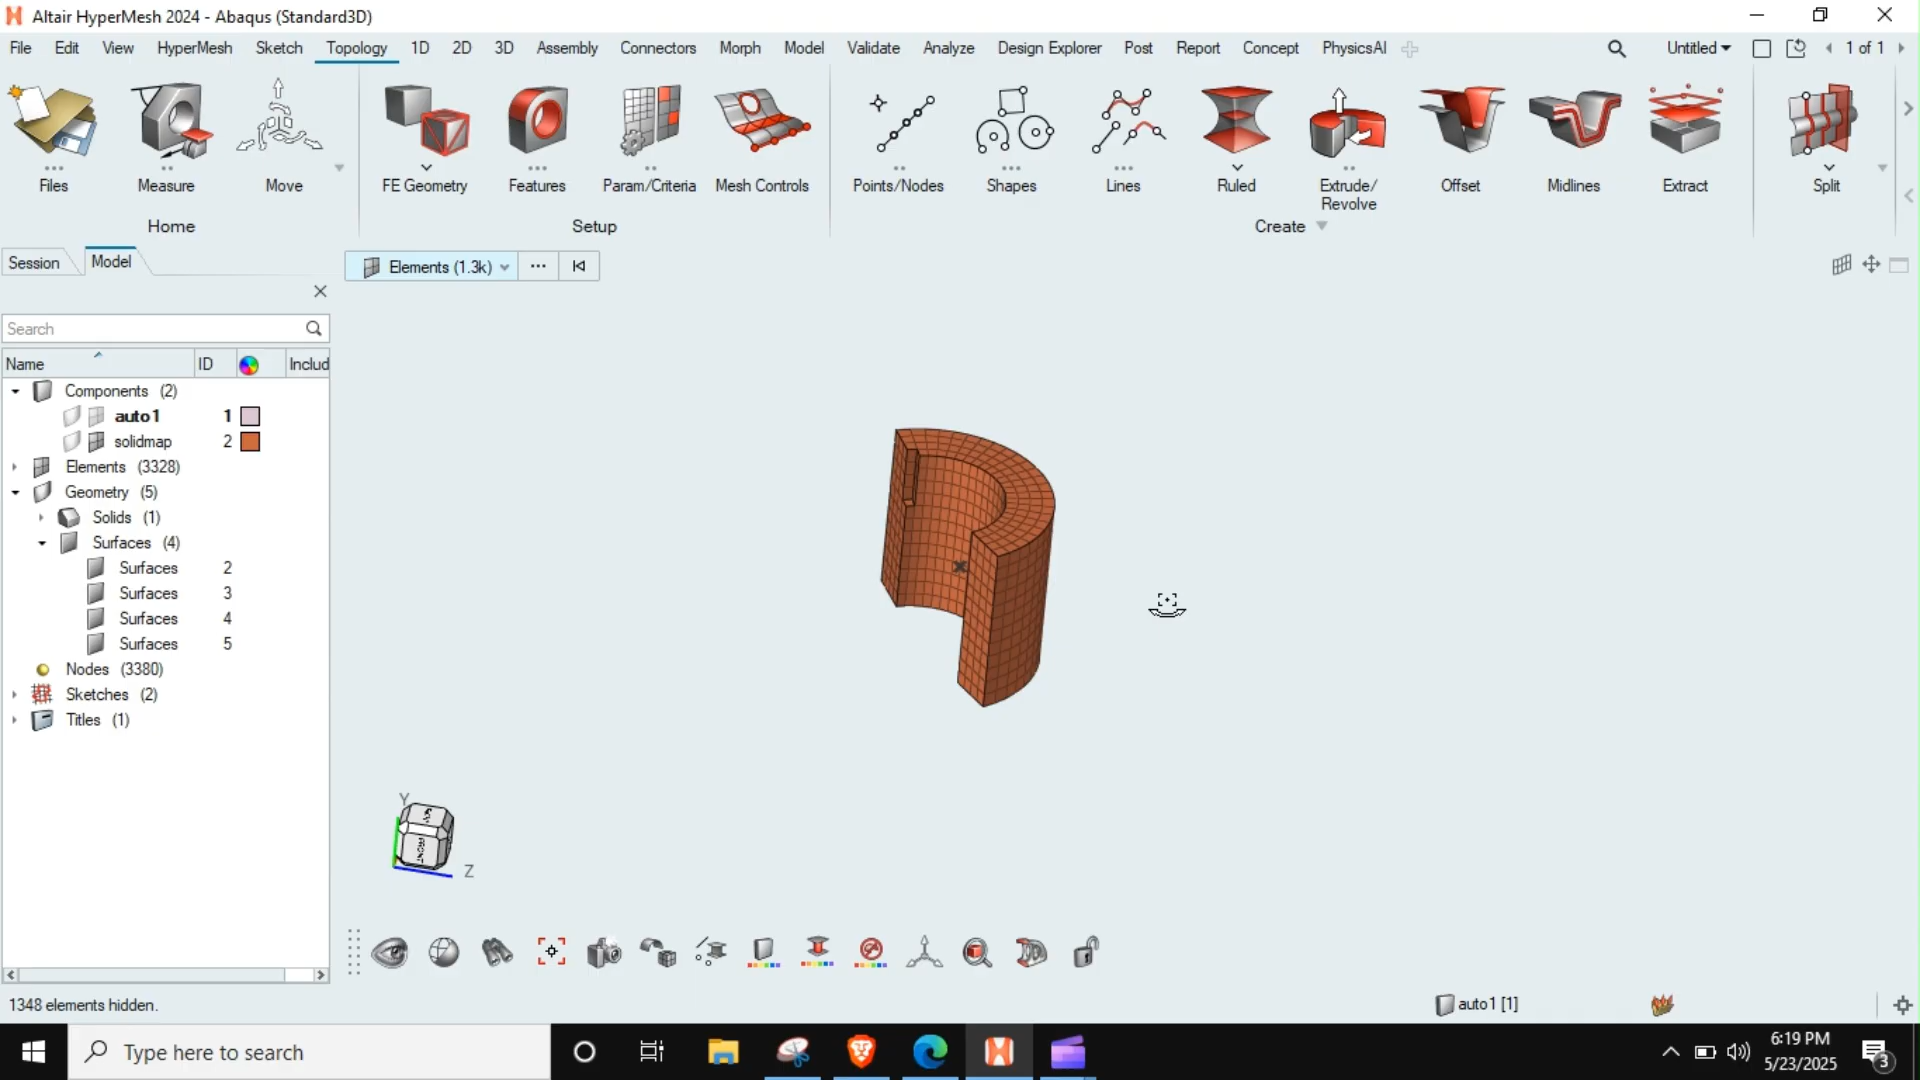 Altair HyperMesh 2024 - Abaqus (Standard3D)
File Edit View HyperMesh Sketch Topology 1D 2D 3D Assembly Connectors Morph Model Validate Analyze Design Explorer Post Report Concept PhysicsAI Untitled 1 of 1
Files Measure Move FE Geometry Features Param/Criteria Mesh Controls Points/Nodes Shapes Lines Ruled Extrude/ Revolve Offset Midlines Extract Split
Home Setup Create
Session Model Elements (1.3k)
Search
Name ID Includ
Components (2)
auto1 1
solidmap 2
Elements (3328)
Geometry (5)
Solids (1)
Surfaces (4)
Surfaces 2
Surfaces 3
Surfaces 4
Surfaces 5
Nodes (3380)
Sketches (2)
Titles (1)
Y
FRONT
Z
1348 elements hidden.
auto1 [1]
Type here to search
6:19 PM
5/23/2025
3